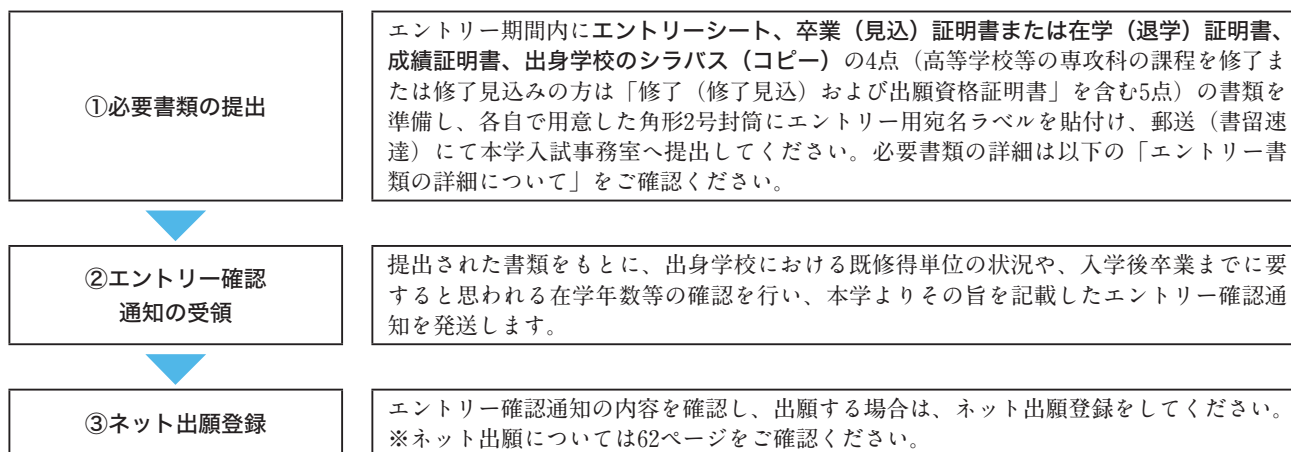 ①必要書類の提出
エントリー期間内にエントリーシート、卒業（見込）証明書または在学（退学）証明書、
成績証明書、出身学校のシラバス（コピー）の4点（高等学校等の専攻科の課程を修了ま
たは修了見込みの方は「修了（修了見込）および出願資格証明書」を含む5点）の書類を
準備し、各自で用意した角形2号封筒にエントリー用宛名ラベルを貼付け、郵送（書留速
達）にて本学入試事務室へ提出してください。必要書類の詳細は以下の「エントリー書
類の詳細について」をご確認ください。
②エントリー確認
通知の受領
提出された書類をもとに、出身学校における既修得単位の状況や、入学後卒業までに要
すると思われる在学年数等の確認を行い、本学よりその旨を記載したエントリー確認通
知を発送します。
③ネット出願登録
エントリー確認通知の内容を確認し、出願する場合は、ネット出願登録をしてください。
※ネット出願については62ページをご確認ください。